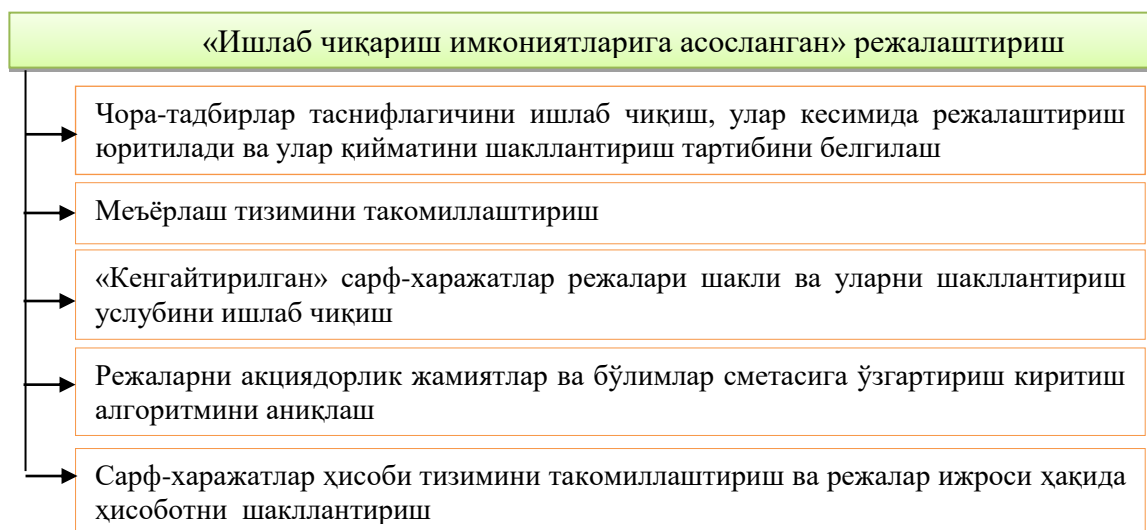 «Ишлаб чиқариш имкониятларига асосланган» режалаштириш
Чора-тадбирлар таснифлагичини ишлаб чиқиш, улар кесимида режалаштириш
юритилади ва улар қийматини шакллантириш тартибини белгилаш
Меъёрлаш тизимини такомиллаштириш
«Кенгайтирилган» сарф-харажатлар режалари шакли ва уларни шакллантириш
услубини ишлаб чиқиш
Режаларни акциядорлик жамиятлар ва бўлимлар сметасига ўзгартириш киритиш
алгоритмини аниқлаш
Сарф-харажатлар ҳисоби тизимини такомиллаштириш ва режалар ижроси ҳақида
ҳисоботни шакллантириш